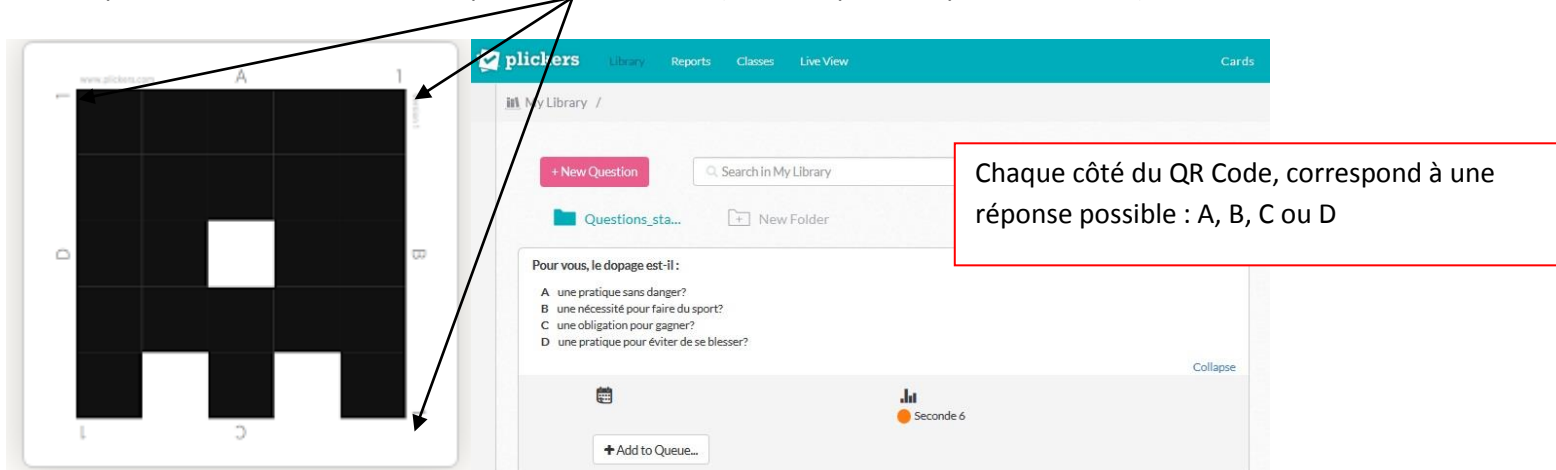 www.plickers.com
A
1
1
D
B
1
C
plickers
Library Reports Classes Live View
Cards
My Library /
+ New Question
Search in My Library
Questions_sta...
New Folder
Chaque côté du QR Code, correspond à une
réponse possible : A, B, C ou D
Pour vous, le dopage est-il :
A une pratique sans danger?
B une nécessité pour faire du sport?
C une obligation pour gagner?
D une pratique pour éviter de se blesser?
Collapse
Seconde 6
+ Add to Queue...